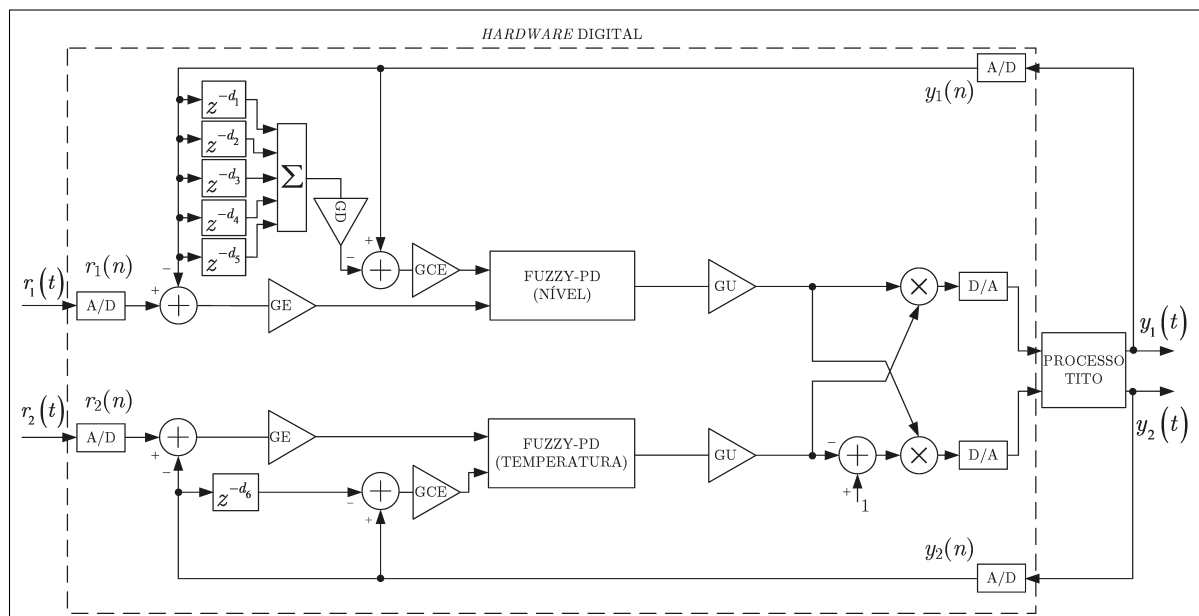 HARDWARE DIGITAL
A/D
y₁(n)
z⁻ᵈ¹
z⁻ᵈ²
z⁻ᵈ³
z⁻ᵈ⁴
z⁻ᵈ⁵
Σ
GD
−
+
+
GCE
FUZZY-PD
(NÍVEL)
GU
×
D/A
r₁(t)
r₁(n)
A/D
−
+
+
GE
y₁(t)
PROCESSO
TITO
y₂(t)
r₂(t)
r₂(n)
A/D
+
−
+
GE
FUZZY-PD
(TEMPERATURA)
GU
−
+
+
1
×
D/A
z⁻ᵈ⁶
−
+
+
GCE
y₂(n)
A/D